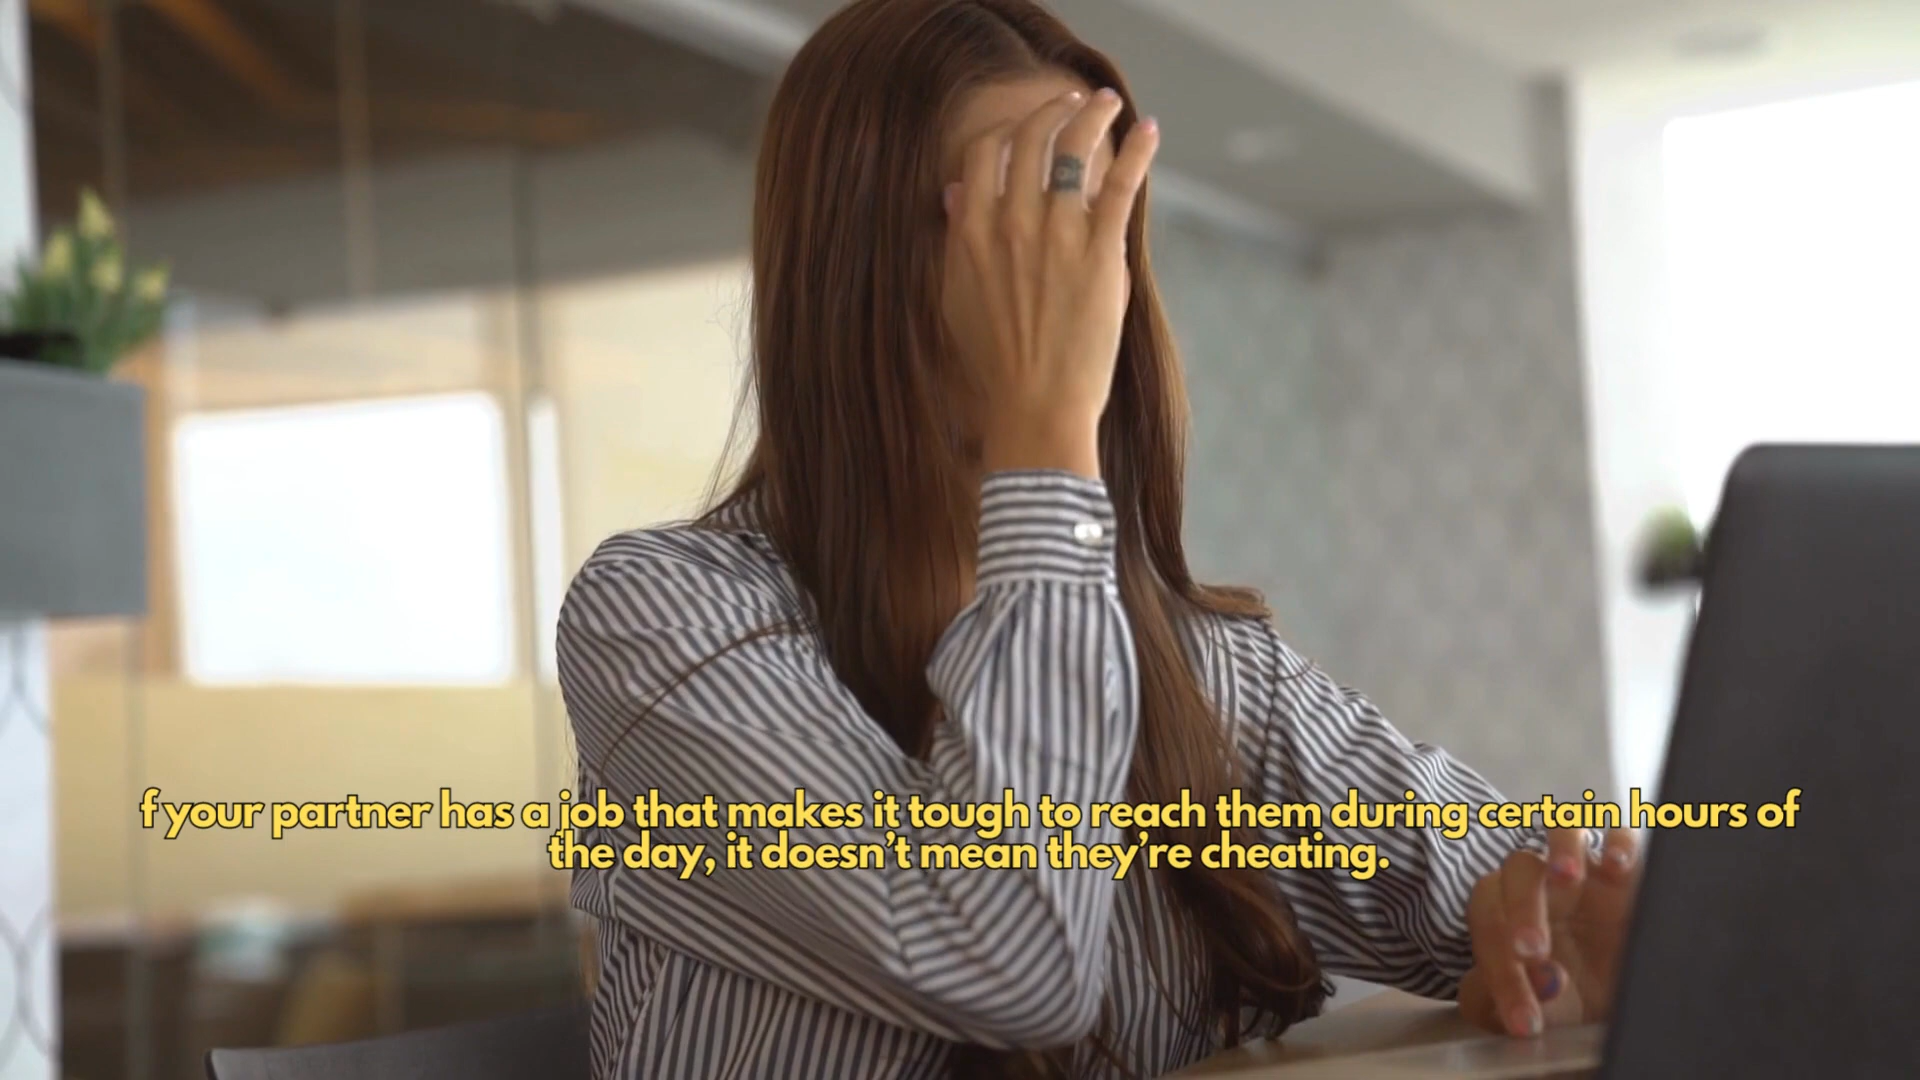 f your partner has a job that makes it tough to reach them during certain hours of
the day, it doesn’t mean they’re cheating.